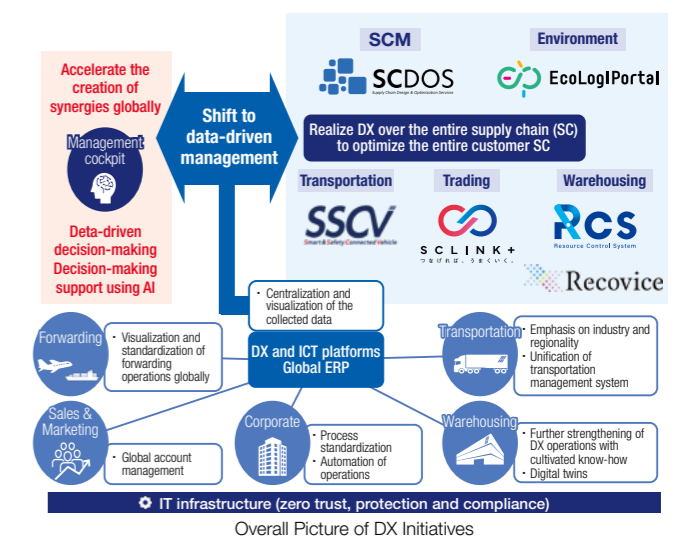 Accelerate the
creation of
synergies globally
Management
cockpit
Deta-driven
decision-making
Decision-making
support using AI
Shift to
data-driven
management
SCM
SCDOS
Supply Chain Design & Optimization Services
Environment
EcoLogiPortal
Realize DX over the entire supply chain (SC)
to optimize the entire customer SC
Transportation
SSCV
Smart & Safety Connected Vehicle
Trading
SCLINK+
つなげれば、うまくいく。
Warehousing
RCS
Resource Control System
Recovice
・ Centralization and
visualization of the
collected data
DX and ICT platforms
Global ERP
Forwarding
・ Visualization and
standardization of
forwarding
operations globally
Transportation
・ Emphasis on industry and
regionality
・ Unification of
transportation
management system
Sales &
Marketing
・ Global account
management
Corporate
・ Process
standardization
・ Automation of
operations
Warehousing
・ Further strengthening of
DX operations with
cultivated know-how
・ Digital twins
IT infrastructure (zero trust, protection and compliance)
Overall Picture of DX Initiatives